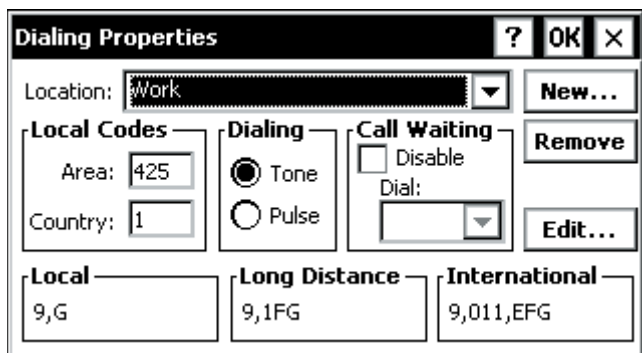 Dialing Properties ? OK ×
Location: Work New...
Local Codes Dialing Call Waiting Remove
Area: 425 Tone Disable
Dial:
Country: 1 Pulse Edit...
Local Long Distance International
9,G 9,1FG 9,011,EFG